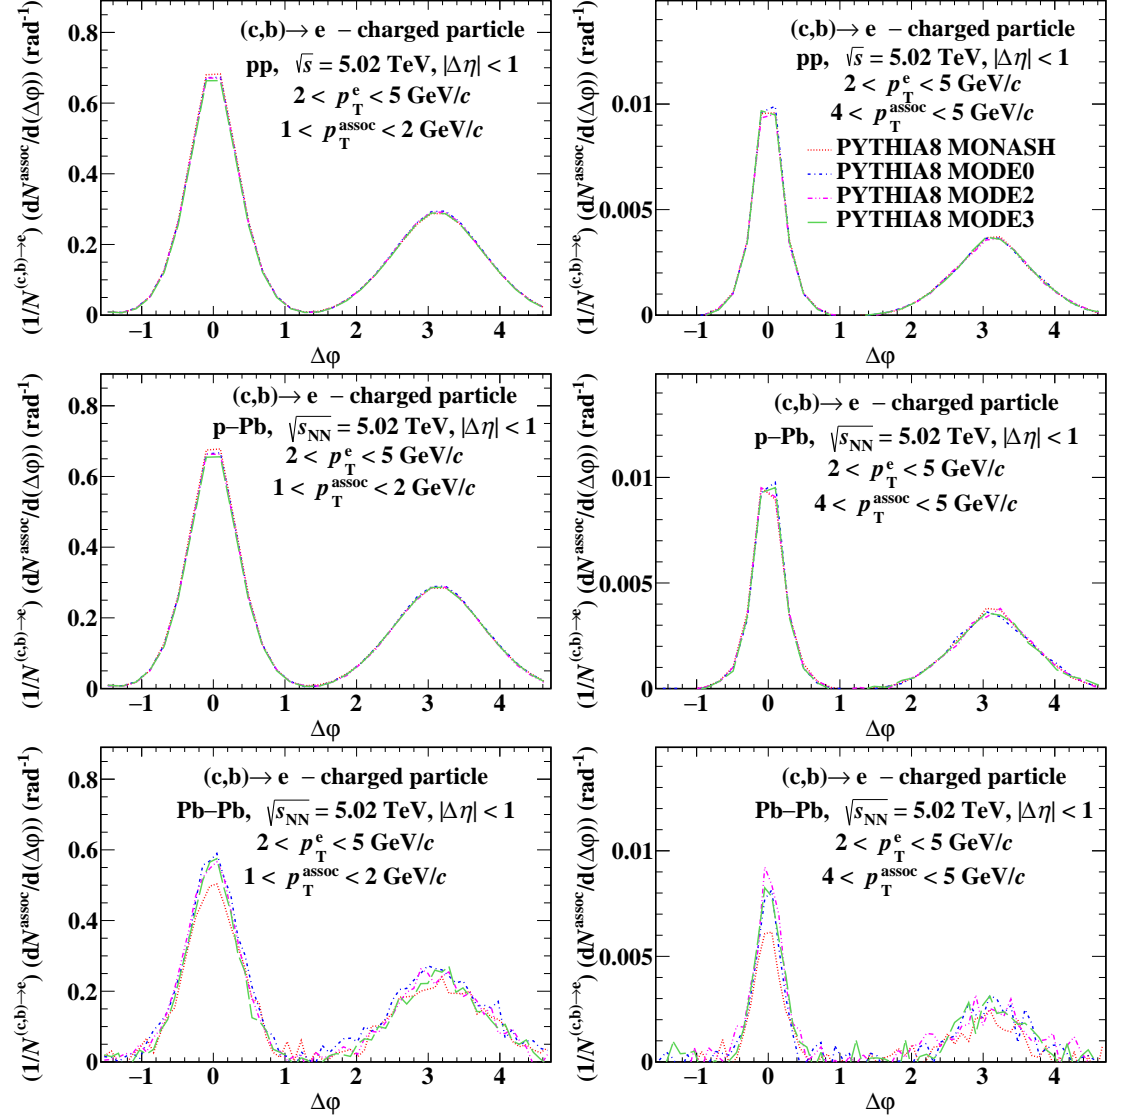 (1/N^(c,b)→e) (dN^assoc/d(Δφ)) (rad^-1)
0.8
0.6
0.4
0.2
0
(c,b)→ e – charged particle
pp, √s = 5.02 TeV, |Δη| < 1
2 < p_T^e < 5 GeV/c
1 < p_T^assoc < 2 GeV/c
−1 0 1 2 3 4
Δφ
(1/N^(c,b)→e) (dN^assoc/d(Δφ)) (rad^-1)
0.01
0.005
0
(c,b)→ e – charged particle
pp, √s = 5.02 TeV, |Δη| < 1
2 < p_T^e < 5 GeV/c
4 < p_T^assoc < 5 GeV/c
PYTHIA8 MONASH
PYTHIA8 MODE0
PYTHIA8 MODE2
PYTHIA8 MODE3
−1 0 1 2 3 4
Δφ
(1/N^(c,b)→e) (dN^assoc/d(Δφ)) (rad^-1)
0.8
0.6
0.4
0.2
0
(c,b)→ e – charged particle
p–Pb, √s_NN = 5.02 TeV, |Δη| < 1
2 < p_T^e < 5 GeV/c
1 < p_T^assoc < 2 GeV/c
−1 0 1 2 3 4
Δφ
(1/N^(c,b)→e) (dN^assoc/d(Δφ)) (rad^-1)
0.01
0.005
0
(c,b)→ e – charged particle
p–Pb, √s_NN = 5.02 TeV, |Δη| < 1
2 < p_T^e < 5 GeV/c
4 < p_T^assoc < 5 GeV/c
−1 0 1 2 3 4
Δφ
(1/N^(c,b)→e) (dN^assoc/d(Δφ)) (rad^-1)
0.8
0.6
0.4
0.2
0
(c,b)→ e – charged particle
Pb–Pb, √s_NN = 5.02 TeV, |Δη| < 1
2 < p_T^e < 5 GeV/c
1 < p_T^assoc < 2 GeV/c
−1 0 1 2 3 4
Δφ
(1/N^(c,b)→e) (dN^assoc/d(Δφ)) (rad^-1)
0.01
0.005
0
(c,b)→ e – charged particle
Pb–Pb, √s_NN = 5.02 TeV, |Δη| < 1
2 < p_T^e < 5 GeV/c
4 < p_T^assoc < 5 GeV/c
−1 0 1 2 3 4
Δφ